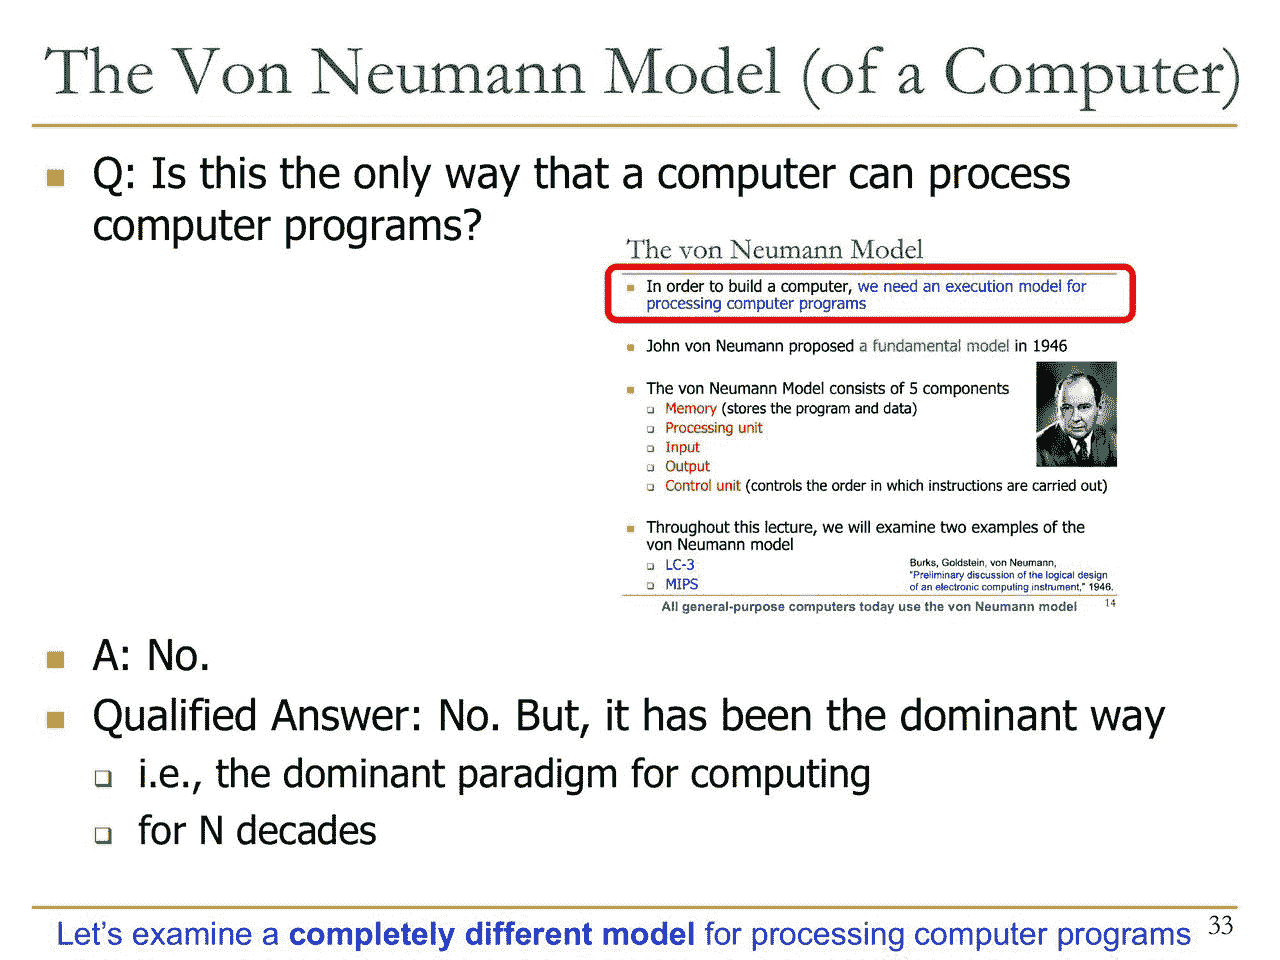 The Von Neumann Model (of a Computer)
Q: Is this the only way that a computer can process
computer programs?
The von Neumann Model
In order to build a computer, we need an execution model for
processing computer programs
John von Neumann proposed a fundamental model in 1946
The von Neumann Model consists of 5 components
Memory (stores the program and data)
Processing unit
Input
Output
Control unit (controls the order in which instructions are carried out)
Throughout this lecture, we will examine two examples of the
von Neumann model
LC-3
MIPS
Burks, Goldstein, von Neumann,
"Preliminary discussion of the logical design
of an electronic computing instrument," 1946.
All general-purpose computers today use the von Neumann model
14
A: No.
Qualified Answer: No. But, it has been the dominant way
i.e., the dominant paradigm for computing
for N decades
Let's examine a completely different model for processing computer programs
33